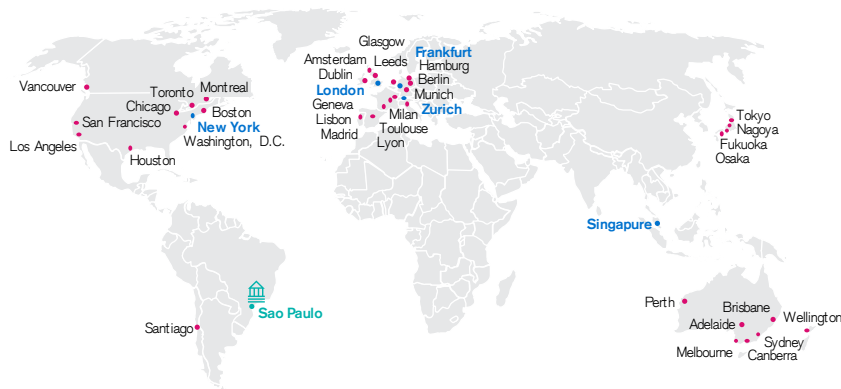 Glasgow
Frankfurt
Amsterdam
Leeds
Hamburg
Dublin
Berlin
London
Munich
Geneva
Zurich
Lisbon
Milan
Madrid
Toulouse
Lyon
Vancouver
Toronto
Montreal
Chicago
Boston
San Francisco
New York
Los Angeles
Washington, D.C.
Houston
Tokyo
Nagoya
Fukuoka
Osaka
Singapure
Sao Paulo
Santiago
Perth
Brisbane
Wellington
Adelaide
Sydney
Melbourne
Canberra